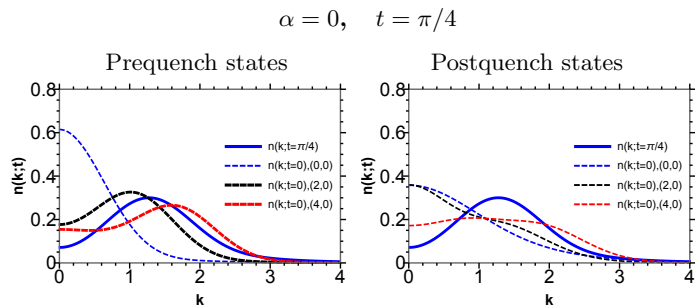 α = 0, t = π/4
Prequench states
Postquench states
0.8
0.6
0.4
0.2
0
n(k;t)
n(k;t=π/4)
n(k;t=0),(0,0)
n(k;t=0),(2,0)
n(k;t=0),(4,0)
0 1 2 3 4
k
0.8
0.6
0.4
0.2
0
n(k;t)
n(k;t=π/4)
n(k;t=0),(0,0)
n(k;t=0),(2,0)
n(k;t=0),(4,0)
0 1 2 3 4
k